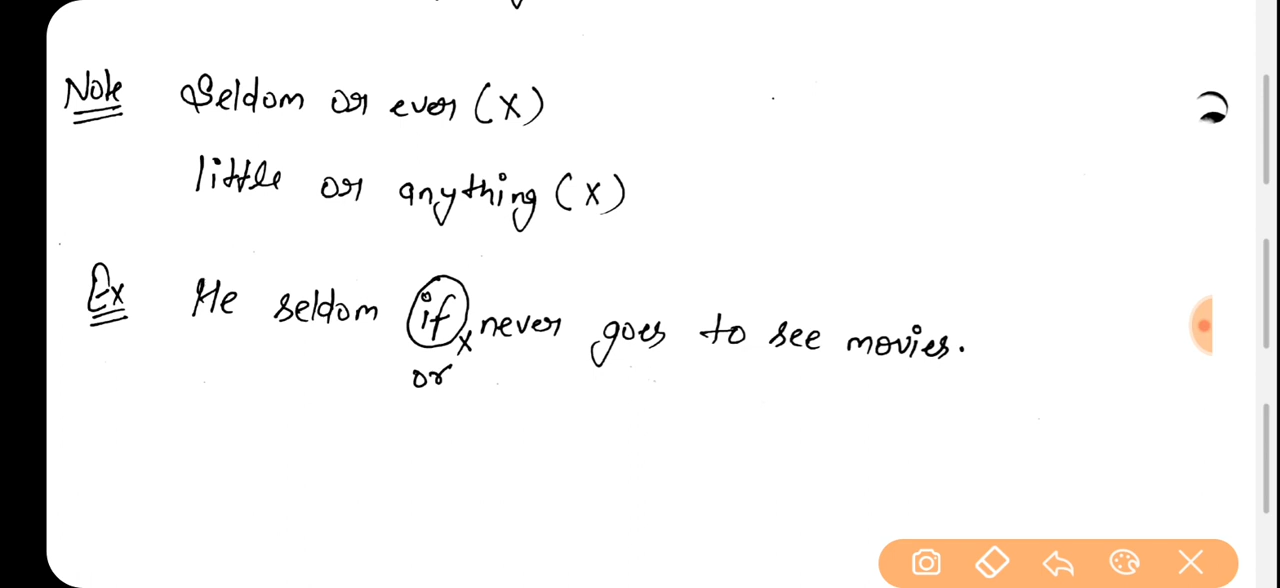 Note Seldom or ever (x)
little or anything (x)
Ex He seldom if x never goes to see movies.
or